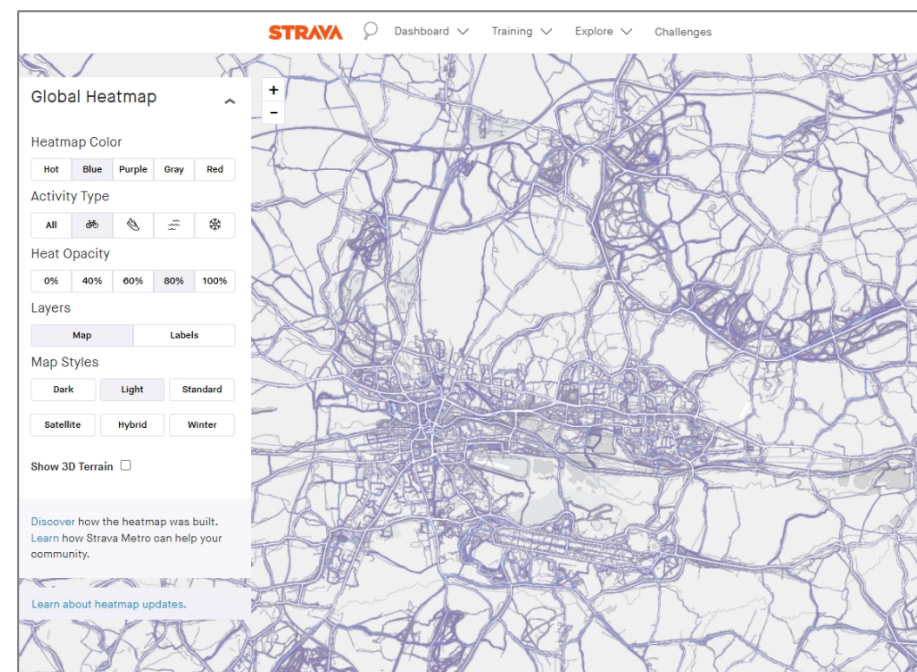 STRAVA Dashboard Training Explore Challenges
Global Heatmap
+
-
Heatmap Color
Hot Blue Purple Gray Red
Activity Type
All
Heat Opacity
0% 40% 60% 80% 100%
Layers
Map Labels
Map Styles
Dark Light Standard
Satellite Hybrid Winter
Show 3D Terrain
Discover how the heatmap was built.
Learn how Strava Metro can help your
community.
Learn about heatmap updates.